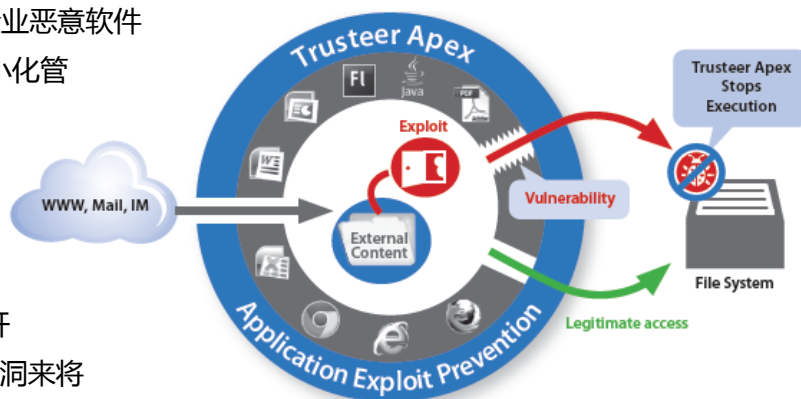 业恶意软件
小化管
Trusteer Apex
Fl
Java
PDF
Exploit
Trusteer Apex
Stops
Execution
WWW, Mail, IM
Vulnerability
External
Content
File System
Legitimate access
Application Exploit Prevention
洞来将